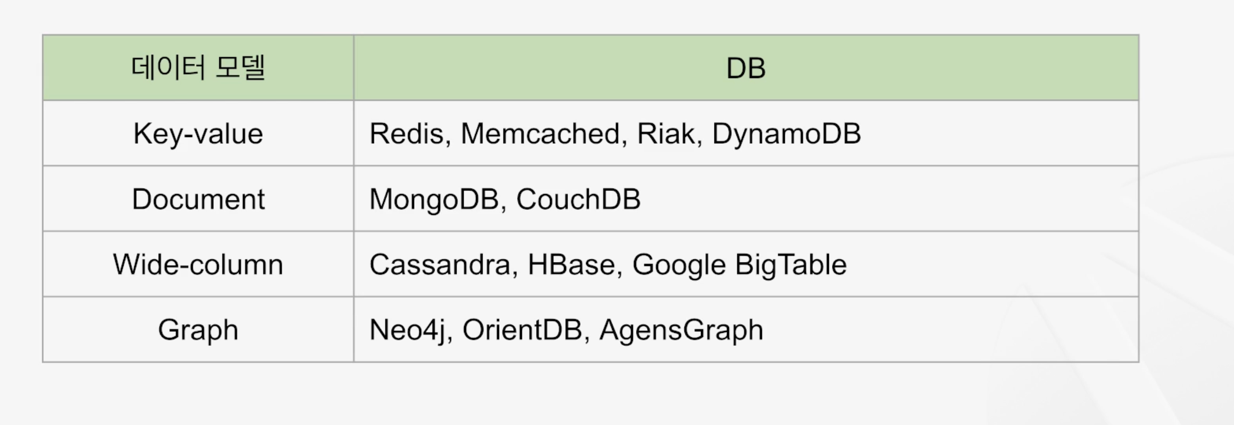 데이터 모델 DB
Key-value Redis, Memcached, Riak, DynamoDB
Document MongoDB, CouchDB
Wide-column Cassandra, HBase, Google BigTable
Graph Neo4j, OrientDB, AgensGraph